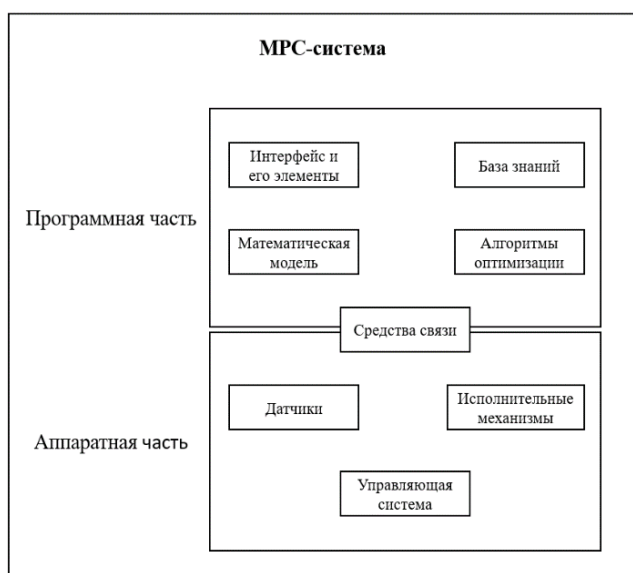 МРС-система
Интерфейс и
его элементы
База знаний
Программная часть
Математическая
модель
Алгоритмы
оптимизации
Средства связи
Датчики
Исполнительные
механизмы
Аппаратная часть
Управляющая
система